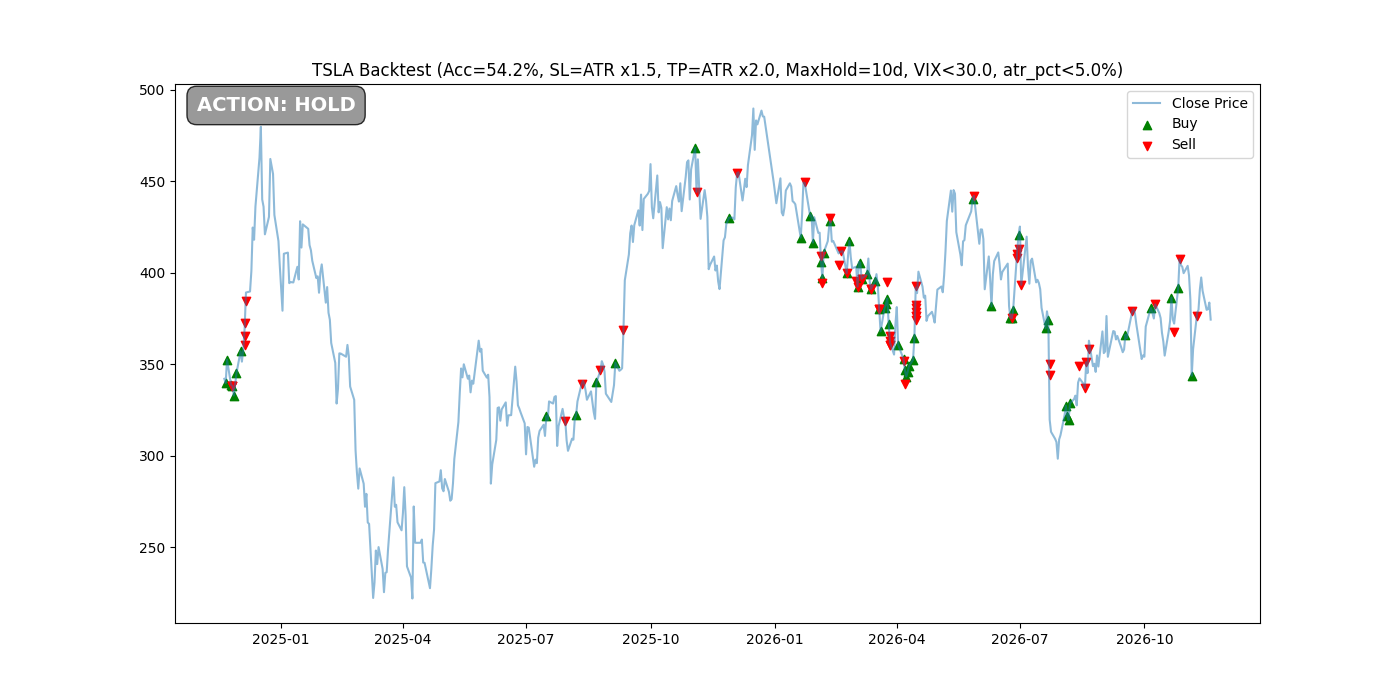 TSLA Backtest (Acc=54.2%, SL=ATR x1.5, TP=ATR x2.0, MaxHold=10d, VIX<30.0, atr_pct<5.0%)
ACTION: HOLD
Close Price
Buy
Sell
500
450
400
350
300
250
2025-01 2025-04 2025-07 2025-10 2026-01 2026-04 2026-07 2026-10